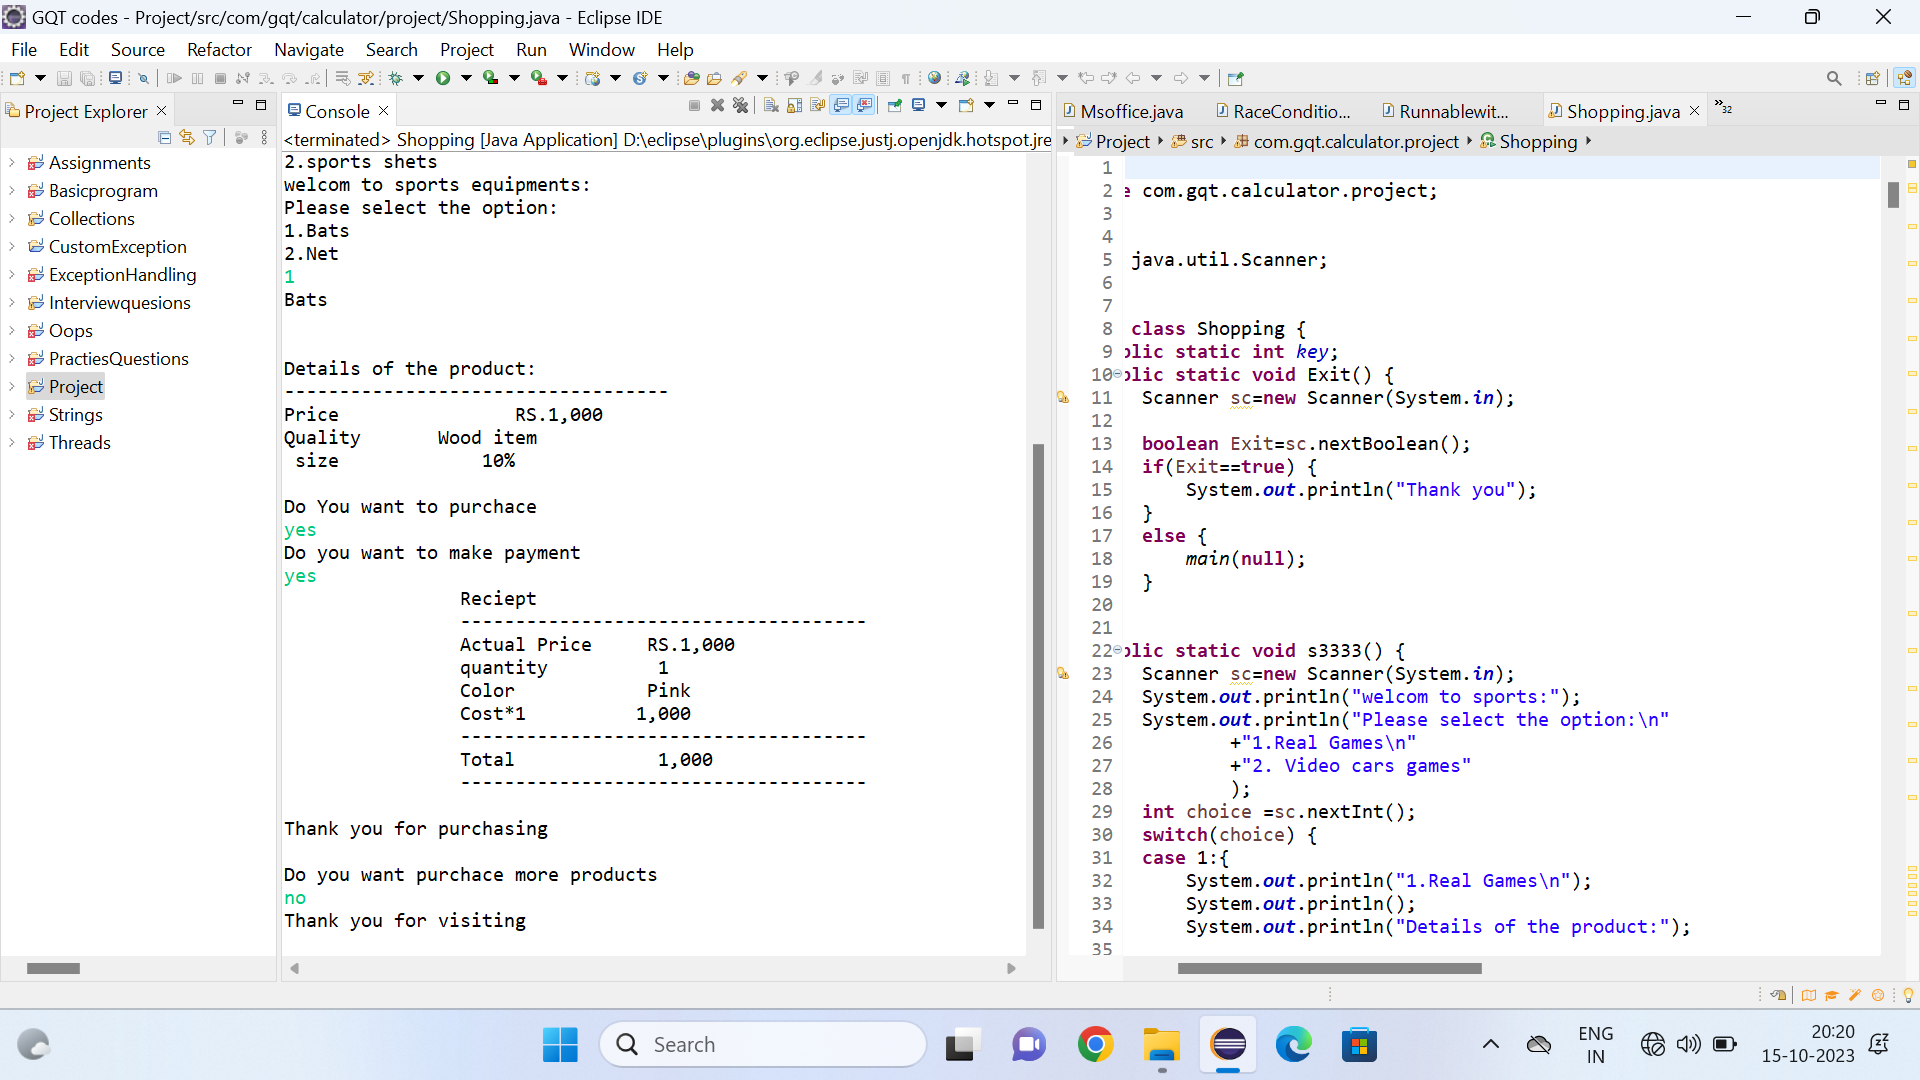 GQT codes - Project/src/com/gqt/calculator/project/Shopping.java - Eclipse IDE
File Edit Source Refactor Navigate Search Project Run Window Help
Project Explorer
Assignments
Basicprogram
Collections
CustomException
ExceptionHandling
Interviewquesions
Oops
PractiesQuestions
Project
Strings
Threads
Console
<terminated> Shopping [Java Application] D:\eclipse\plugins\org.eclipse.justj.openjdk.hotspot.jre
2.sports shets
welcom to sports equipments:
Please select the option:
1.Bats
2.Net
1
Bats
Details of the product:
-----------------------------------
Price RS.1,000
Quality Wood item
size 10%
Do You want to purchace
yes
Do you want to make payment
yes
Reciept
-------------------------------------
Actual Price RS.1,000
quantity 1
Color Pink
Cost*1 1,000
-------------------------------------
Total 1,000
-------------------------------------
Thank you for purchasing
Do you want purchace more products
no
Thank you for visiting
Msoffice.java RaceConditio... Runnablewit... Shopping.java »32
Project src com.gqt.calculator.project Shopping
1
2 e com.gqt.calculator.project;
3
4
5 java.util.Scanner;
6
7
8 class Shopping {
9 blic static int key;
10 blic static void Exit() {
11 Scanner sc=new Scanner(System.in);
12
13 boolean Exit=sc.nextBoolean();
14 if(Exit==true) {
15 System.out.println("Thank you");
16 }
17 else {
18 main(null);
19 }
20
21
22 blic static void s3333() {
23 Scanner sc=new Scanner(System.in);
24 System.out.println("welcom to sports:");
25 System.out.println("Please select the option:\n"
26 +"1.Real Games\n"
27 +"2. Video cars games"
28 );
29 int choice =sc.nextInt();
30 switch(choice) {
31 case 1:{
32 System.out.println("1.Real Games\n");
33 System.out.println();
34 System.out.println("Details of the product:");
35
Search
ENG
IN
20:20
15-10-2023